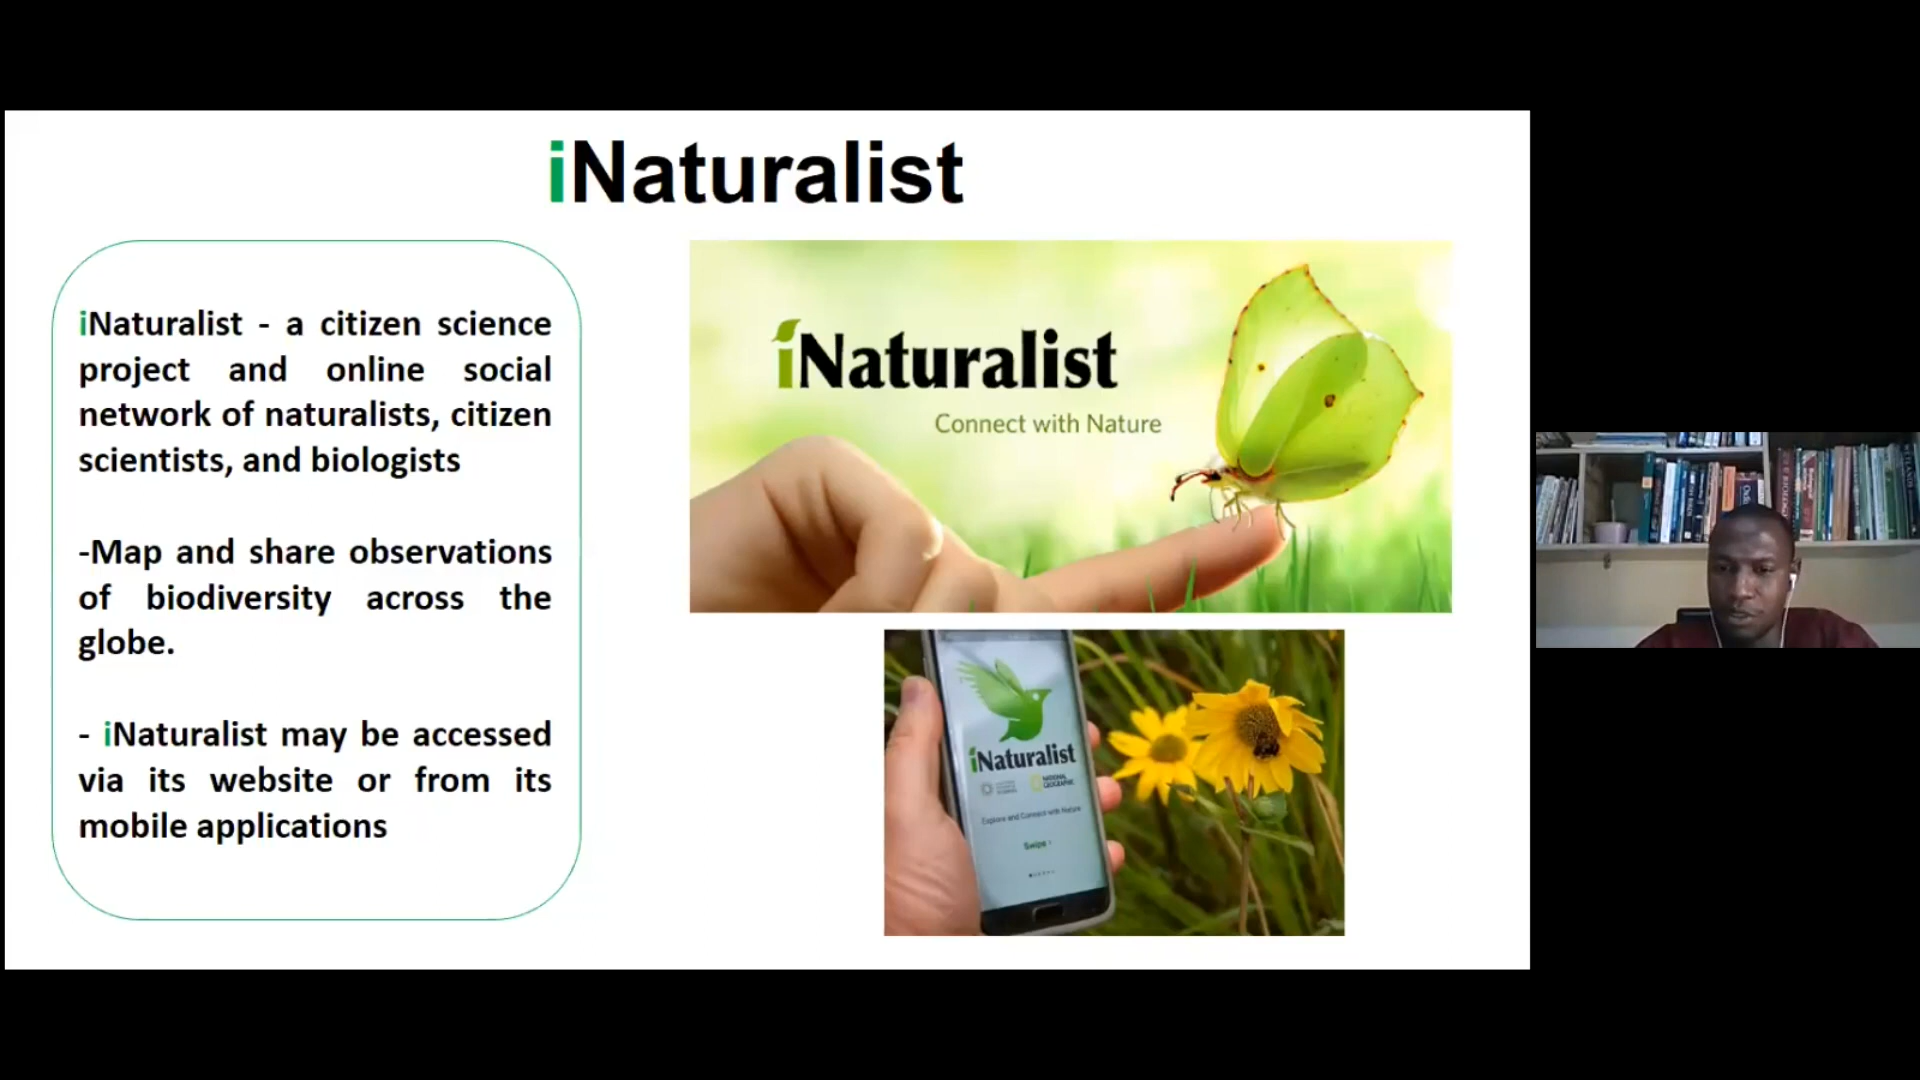 iNaturalist
iNaturalist - a citizen science
project and online social
network of naturalists, citizen
scientists, and biologists
-Map and share observations
of biodiversity across the
globe.
- iNaturalist may be accessed
via its website or from its
mobile applications
iNaturalist
Connect with Nature
iNaturalist
NATIONAL
GEOGRAPHIC
Explore and Connect with Nature
Swipe ›